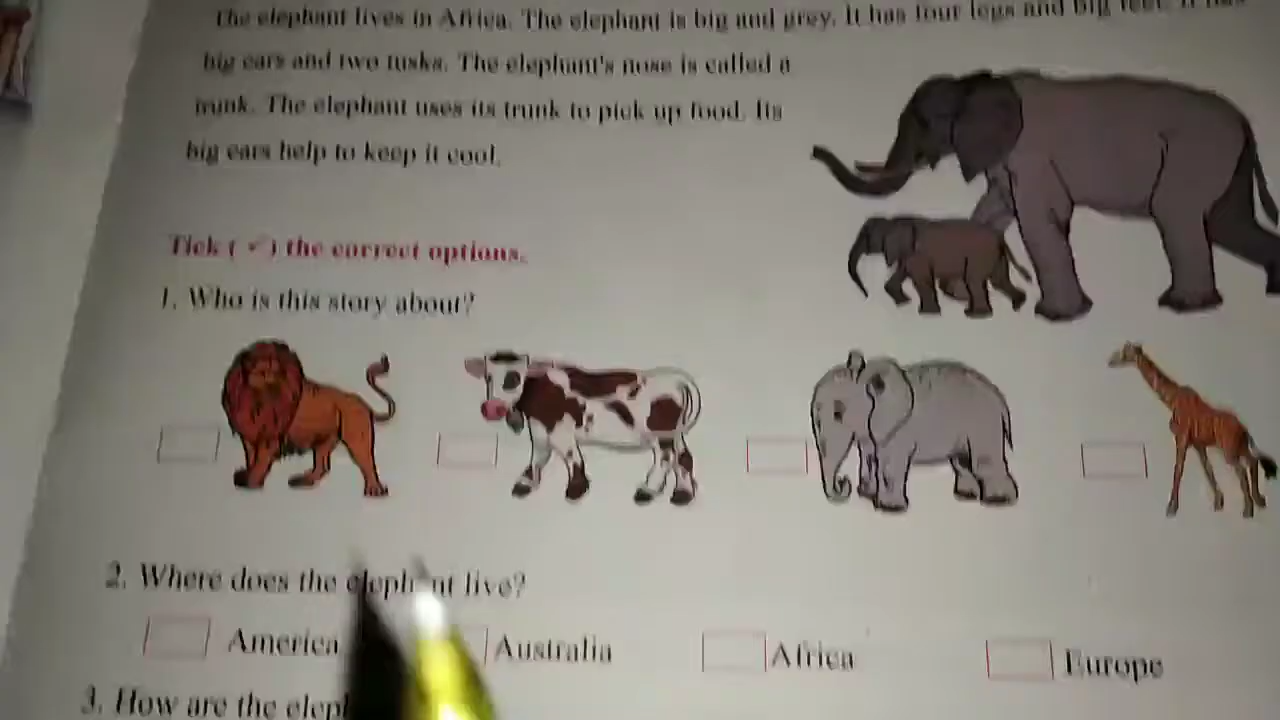 The elephant lives in Africa. The elephant is big and grey. It has four legs and big feet. It has
big ears and two tusks. The elephant's nose is called a
trunk. The elephant uses its trunk to pick up food. Its
big ears help to keep it cool.
Tick ( ✓ ) the correct options.
1. Who is this story about?
2. Where does the elephant live?
America Australia Africa Europe
3. How are the